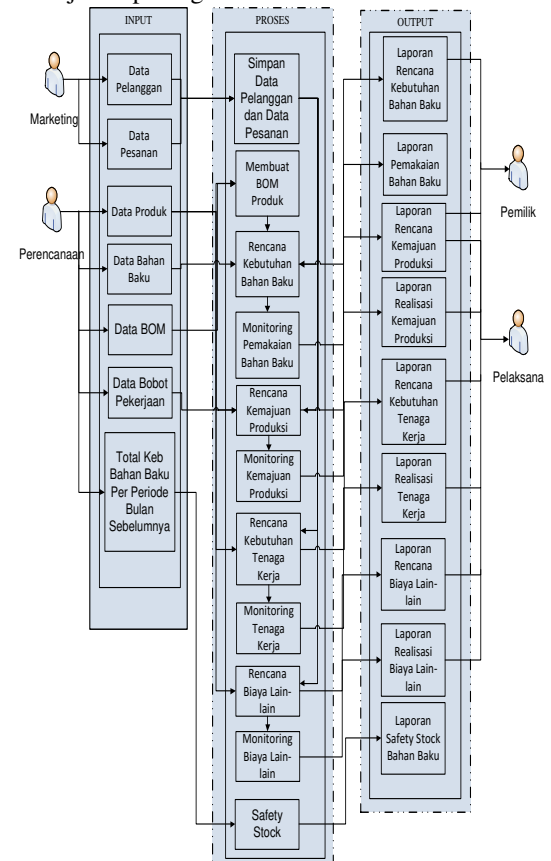 INPUT
PROSES
OUTPUT
Marketing
Perencanaan
Data
Pelanggan
Data
Pesanan
Data Produk
Data Bahan
Baku
Data BOM
Data Bobot
Pekerjaan
Total Keb
Bahan Baku
Per Periode
Bulan
Sebelumnya
Simpan
Data
Pelanggan
dan Data
Pesanan
Membuat
BOM
Produk
Rencana
Kebutuhan
Bahan Baku
Monitoring
Pemakaian
Bahan Baku
Rencana
Kemajuan
Produksi
Monitoring
Kemajuan
Produksi
Rencana
Kebutuhan
Tenaga
Kerja
Monitoring
Tenaga
Kerja
Rencana
Biaya Lain-
lain
Monitoring
Biaya Lain-
lain
Safety
Stock
Laporan
Rencana
Kebutuhan
Bahan Baku
Laporan
Pemakaian
Bahan Baku
Laporan
Rencana
Kemajuan
Produksi
Laporan
Realisasi
Kemajuan
Produksi
Laporan
Rencana
Kebutuhan
Tenaga
Kerja
Laporan
Realisasi
Tenaga
Kerja
Laporan
Rencana
Biaya Lain-
lain
Laporan
Realisasi
Biaya Lain-
lain
Laporan
Safety Stock
Bahan Baku
Pemilik
Pelaksana